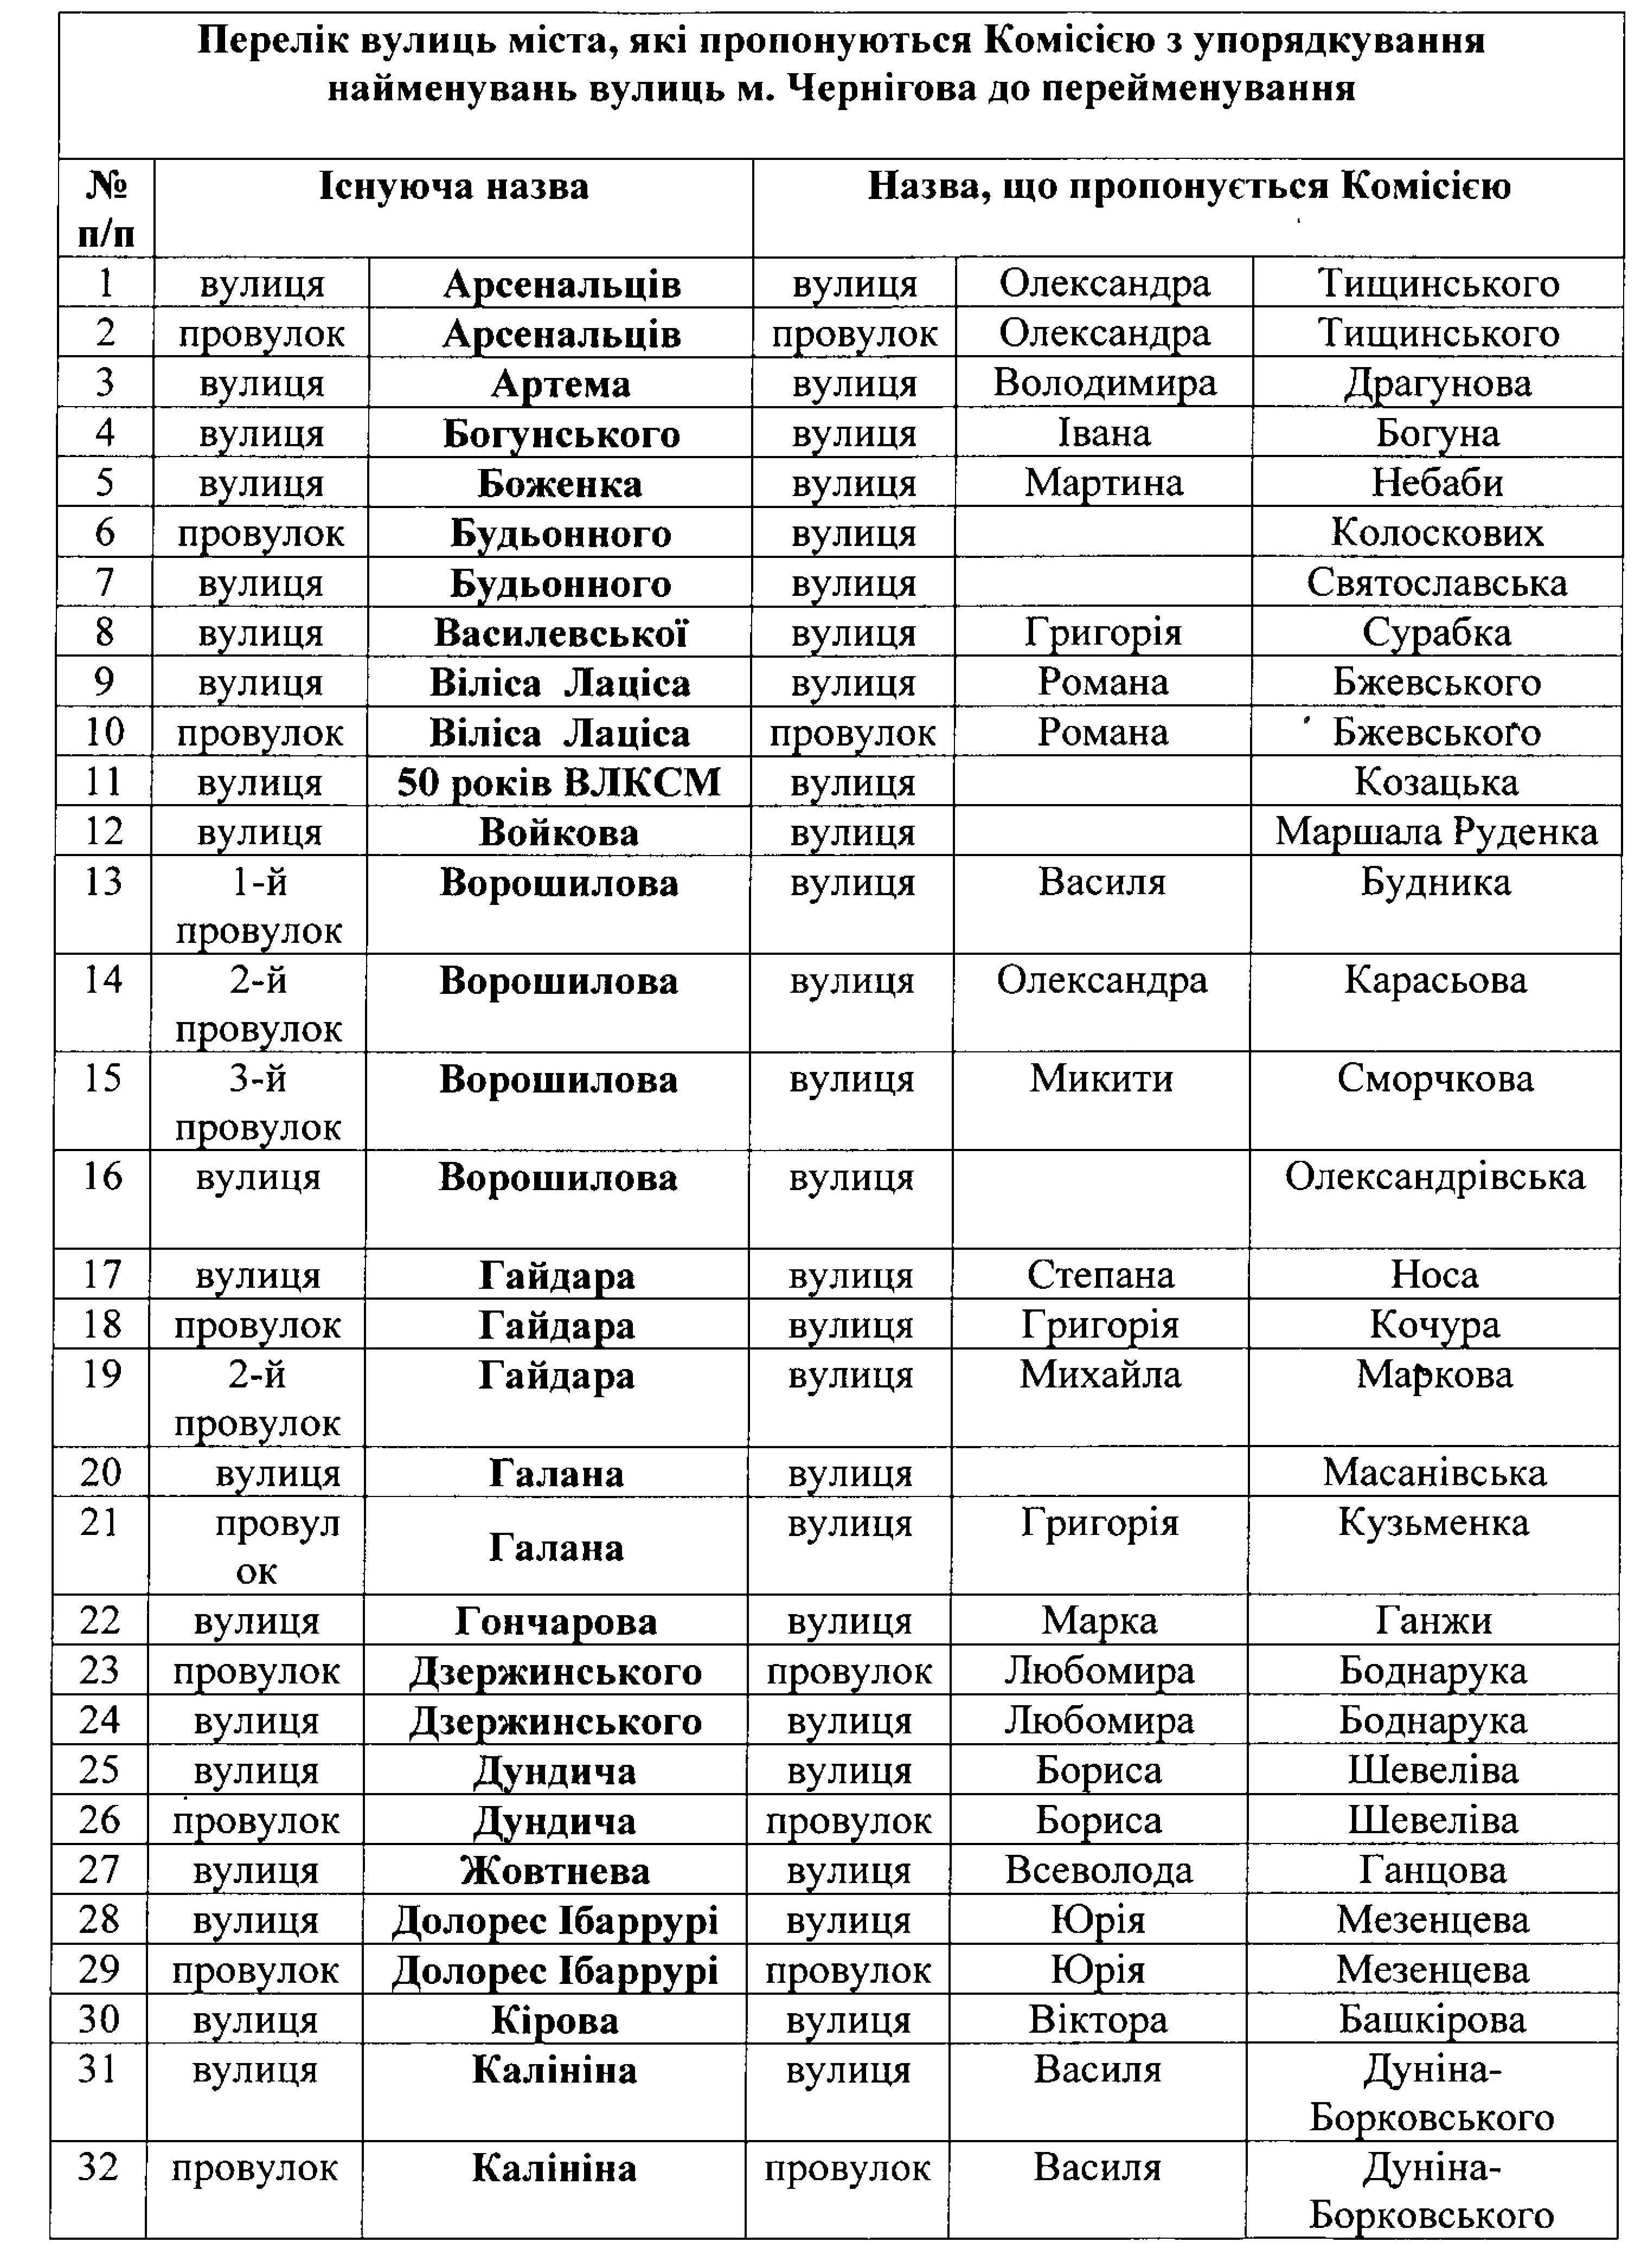 Перелік вулиць міста, які пропонуються Комісією з упорядкування
найменувань вулиць м. Чернігова до перейменування
№ п/п Існуюча назва Назва, що пропонується Комісією
1 вулиця Арсенальців вулиця Олександра Тищинського
2 провулок Арсенальців провулок Олександра Тищинського
3 вулиця Артема вулиця Володимира Драгунова
4 вулиця Богунського вулиця Івана Богуна
5 вулиця Боженка вулиця Мартина Небаби
6 провулок Будьонного вулиця Колоскових
7 вулиця Будьонного вулиця Святославська
8 вулиця Василевської вулиця Григорія Сурабка
9 вулиця Віліса Лаціса вулиця Романа Бжевського
10 провулок Віліса Лаціса провулок Романа Бжевського
11 вулиця 50 років ВЛКСМ вулиця Козацька
12 вулиця Войкова вулиця Маршала Руденка
13 1-й провулок Ворошилова вулиця Василя Будника
14 2-й провулок Ворошилова вулиця Олександра Карасьова
15 3-й провулок Ворошилова вулиця Микити Сморчкова
16 вулиця Ворошилова вулиця Олександрівська
17 вулиця Гайдара вулиця Степана Носа
18 провулок Гайдара вулиця Григорія Кочура
19 2-й провулок Гайдара вулиця Михайла Маркова
20 вулиця Галана вулиця Масанівська
21 провулок Галана вулиця Григорія Кузьменка
22 вулиця Гончарова вулиця Марка Ганжи
23 провулок Дзержинського провулок Любомира Боднарука
24 вулиця Дзержинського вулиця Любомира Боднарука
25 вулиця Дундича вулиця Бориса Шевеліва
26 провулок Дундича провулок Бориса Шевеліва
27 вулиця Жовтнева вулиця Всеволода Ганцова
28 вулиця Долорес Ібаррурі вулиця Юрія Мезенцева
29 провулок Долорес Ібаррурі провулок Юрія Мезенцева
30 вулиця Кірова вулиця Віктора Башкірова
31 вулиця Калініна вулиця Василя Дуніна-
Борковського
32 провулок Калініна провулок Василя Дуніна-
Борковського